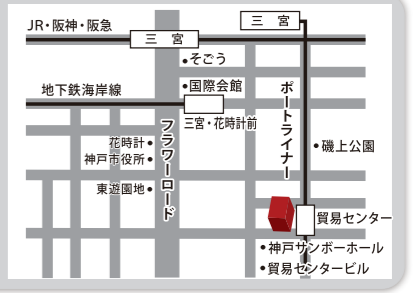 三 宮
JR・阪神・阪急
三 宮
・そごう
・国際会館
地下鉄海岸線
三宮・花時計前
ポートライナー
フラワーロード
花時計・
神戸市役所・
・磯上公園
東遊園地・
貿易センター
・神戸サンボーホール
・貿易センタービル